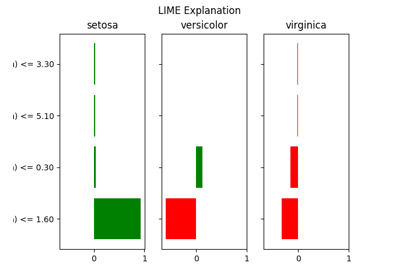 LIME Explanation
setosa versicolor virginica
) <= 3.30
) <= 5.10
) <= 0.30
) <= 1.60
0 1 0 1 0 1